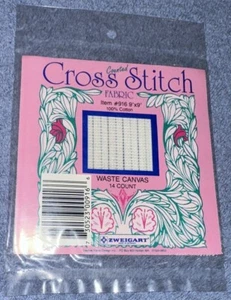 Counted
Cross Stitch
FABRIC
Item #916 9"x9"
100% Cotton
WASTE CANVAS
14 COUNT
ZWEIGART